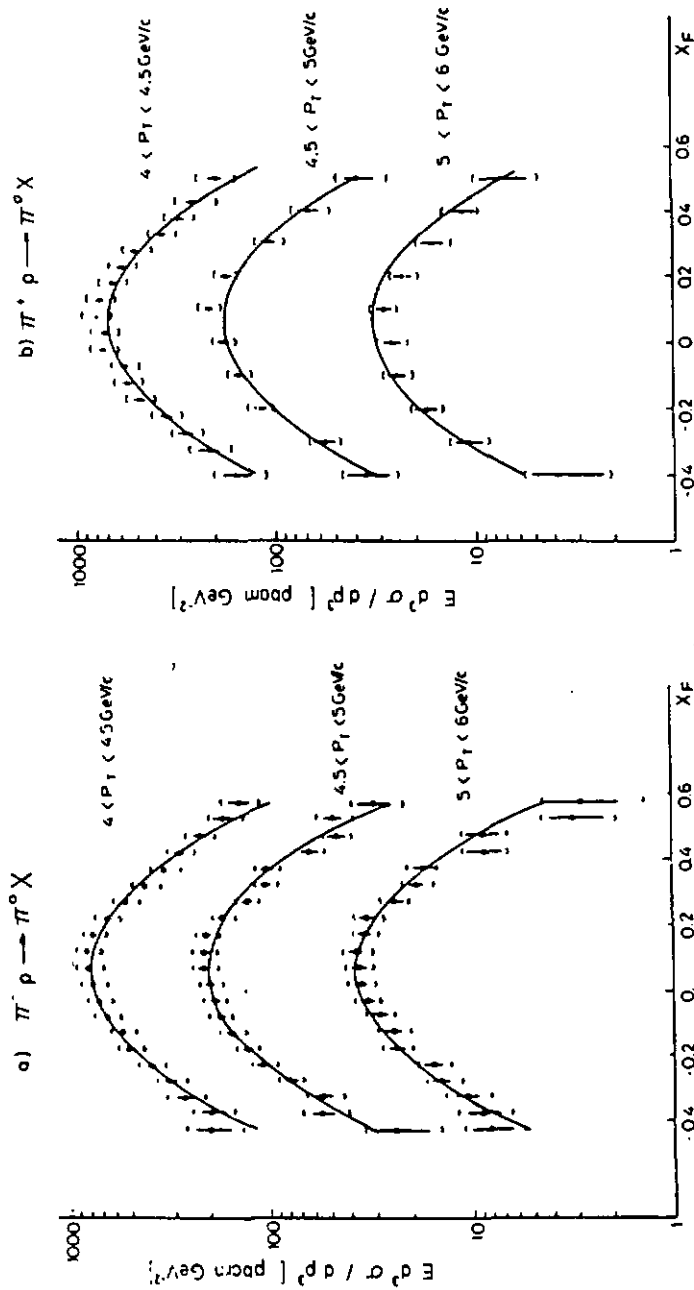 a) π⁻ p → π⁰ X
E d³σ / dp³ [ pbarn GeV⁻²]
1000
100
10
1
4 < P_T < 4.5 GeV/c
4.5 < P_T < 5 GeV/c
5 < P_T < 6 GeV/c
-0.4 -0.2 0. 0.2 0.4 0.6 X_F
b) π⁺ p → π⁰ X
E d³σ / dp³ [ pbarn GeV⁻²]
1000
100
10
1
4 < P_T < 4.5 GeV/c
4.5 < P_T < 5 GeV/c
5 < P_T < 6 GeV/c
-0.4 -0.2 0 0.2 0.4 0.6 X_F